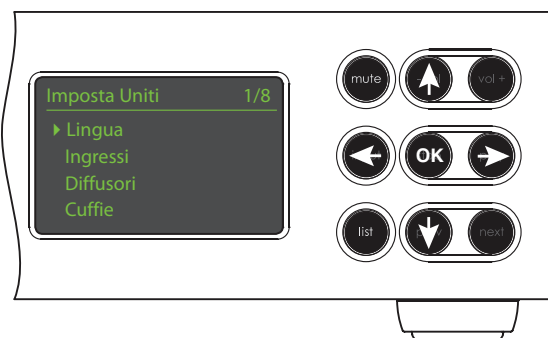 Imposta Uniti 1/8
Lingua
Ingressi
Diffusori
Cuffie
mute
vol +
OK
list
next